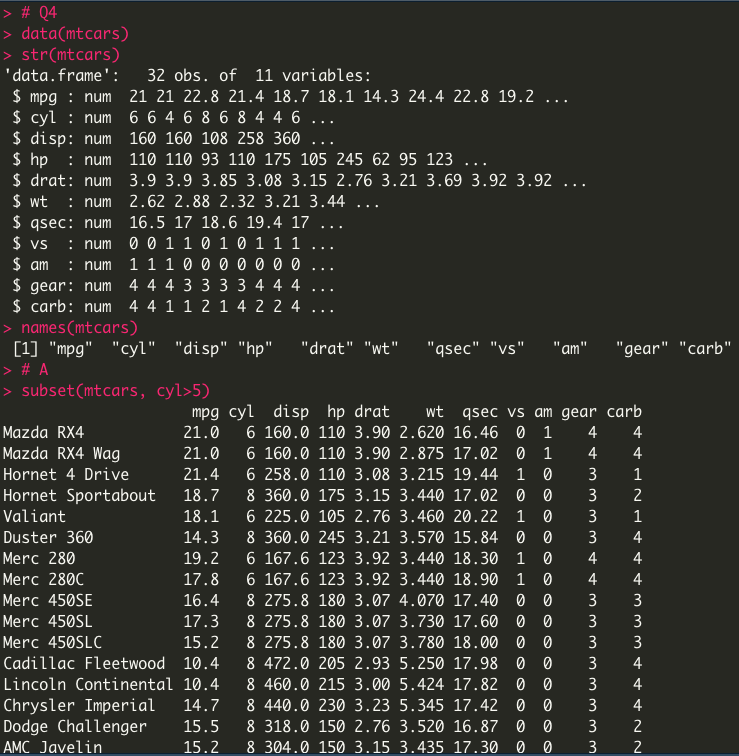 > # Q4
> data(mtcars)
> str(mtcars)
'data.frame':   32 obs. of  11 variables:
 $ mpg : num  21 21 22.8 21.4 18.7 18.1 14.3 24.4 22.8 19.2 ...
 $ cyl : num  6 6 4 6 8 6 8 4 4 6 ...
 $ disp: num  160 160 108 258 360 ...
 $ hp  : num  110 110 93 110 175 105 245 62 95 123 ...
 $ drat: num  3.9 3.9 3.85 3.08 3.15 2.76 3.21 3.69 3.92 3.92 ...
 $ wt  : num  2.62 2.88 2.32 3.21 3.44 ...
 $ qsec: num  16.5 17 18.6 19.4 17 ...
 $ vs  : num  0 0 1 1 0 1 0 1 1 1 ...
 $ am  : num  1 1 1 0 0 0 0 0 0 0 ...
 $ gear: num  4 4 4 3 3 3 3 4 4 4 ...
 $ carb: num  4 4 1 1 2 1 4 2 2 4 ...
> names(mtcars)
 [1] "mpg"  "cyl"  "disp" "hp"   "drat" "wt"   "qsec" "vs"   "am"   "gear" "carb"
> # A
> subset(mtcars, cyl>5)
                     mpg cyl  disp  hp drat    wt  qsec vs am gear carb
Mazda RX4           21.0   6 160.0 110 3.90 2.620 16.46  0  1    4    4
Mazda RX4 Wag       21.0   6 160.0 110 3.90 2.875 17.02  0  1    4    4
Hornet 4 Drive      21.4   6 258.0 110 3.08 3.215 19.44  1  0    3    1
Hornet Sportabout   18.7   8 360.0 175 3.15 3.440 17.02  0  0    3    2
Valiant             18.1   6 225.0 105 2.76 3.460 20.22  1  0    3    1
Duster 360          14.3   8 360.0 245 3.21 3.570 15.84  0  0    3    4
Merc 280            19.2   6 167.6 123 3.92 3.440 18.30  1  0    4    4
Merc 280C           17.8   6 167.6 123 3.92 3.440 18.90  1  0    4    4
Merc 450SE          16.4   8 275.8 180 3.07 4.070 17.40  0  0    3    3
Merc 450SL          17.3   8 275.8 180 3.07 3.730 17.60  0  0    3    3
Merc 450SLC         15.2   8 275.8 180 3.07 3.780 18.00  0  0    3    3
Cadillac Fleetwood  10.4   8 472.0 205 2.93 5.250 17.98  0  0    3    4
Lincoln Continental 10.4   8 460.0 215 3.00 5.424 17.82  0  0    3    4
Chrysler Imperial   14.7   8 440.0 230 3.23 5.345 17.42  0  0    3    4
Dodge Challenger    15.5   8 318.0 150 2.76 3.520 16.87  0  0    3    2
AMC Javelin         15.2   8 304.0 150 3.15 3.435 17.30  0  0    3    2